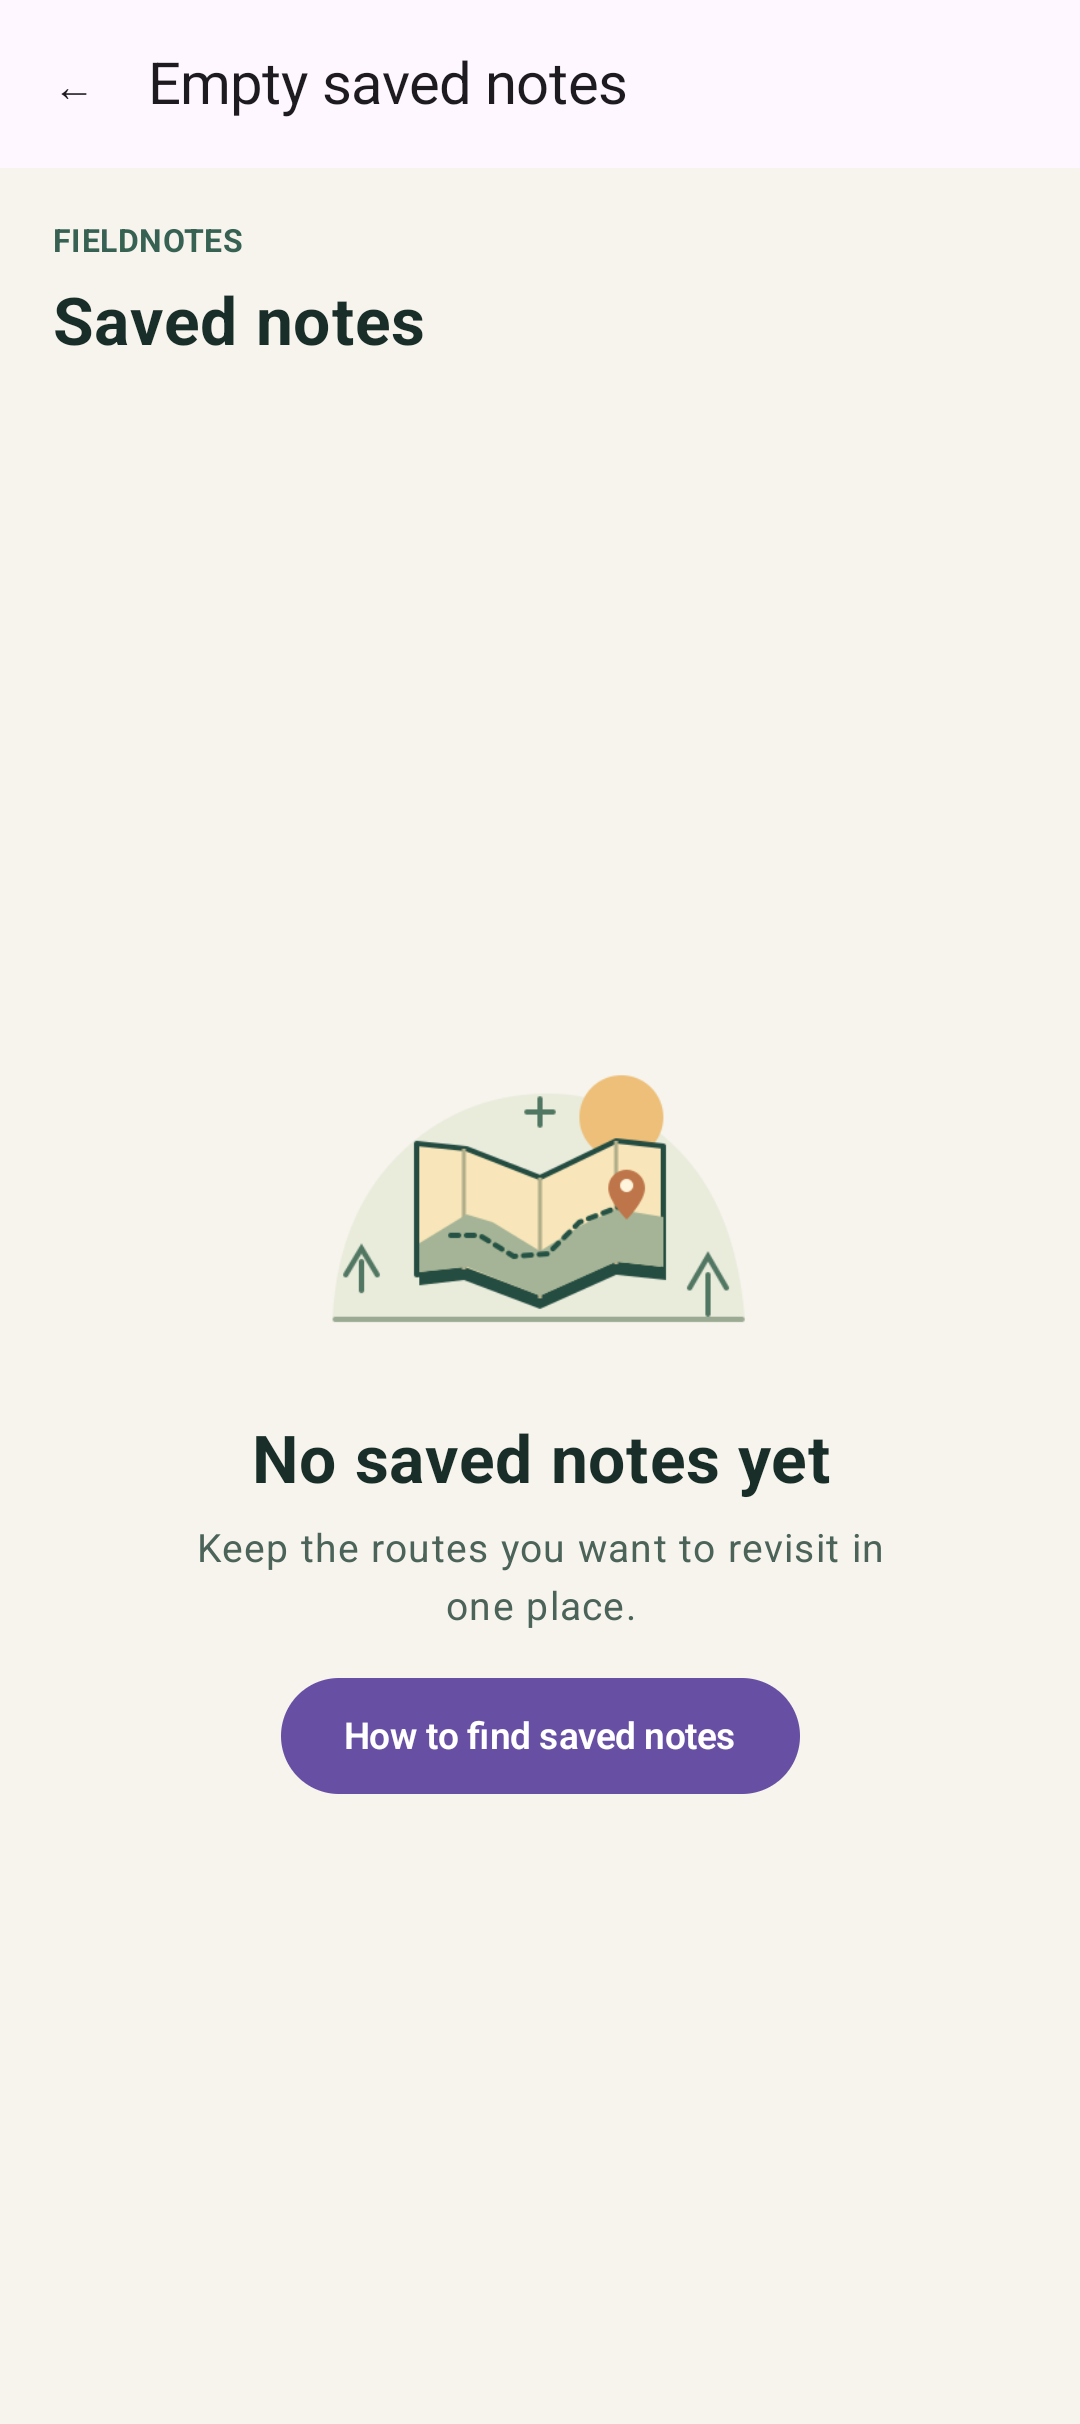 ← Empty saved notes
FIELDNOTES
Saved notes
No saved notes yet
Keep the routes you want to revisit in
one place.
How to find saved notes